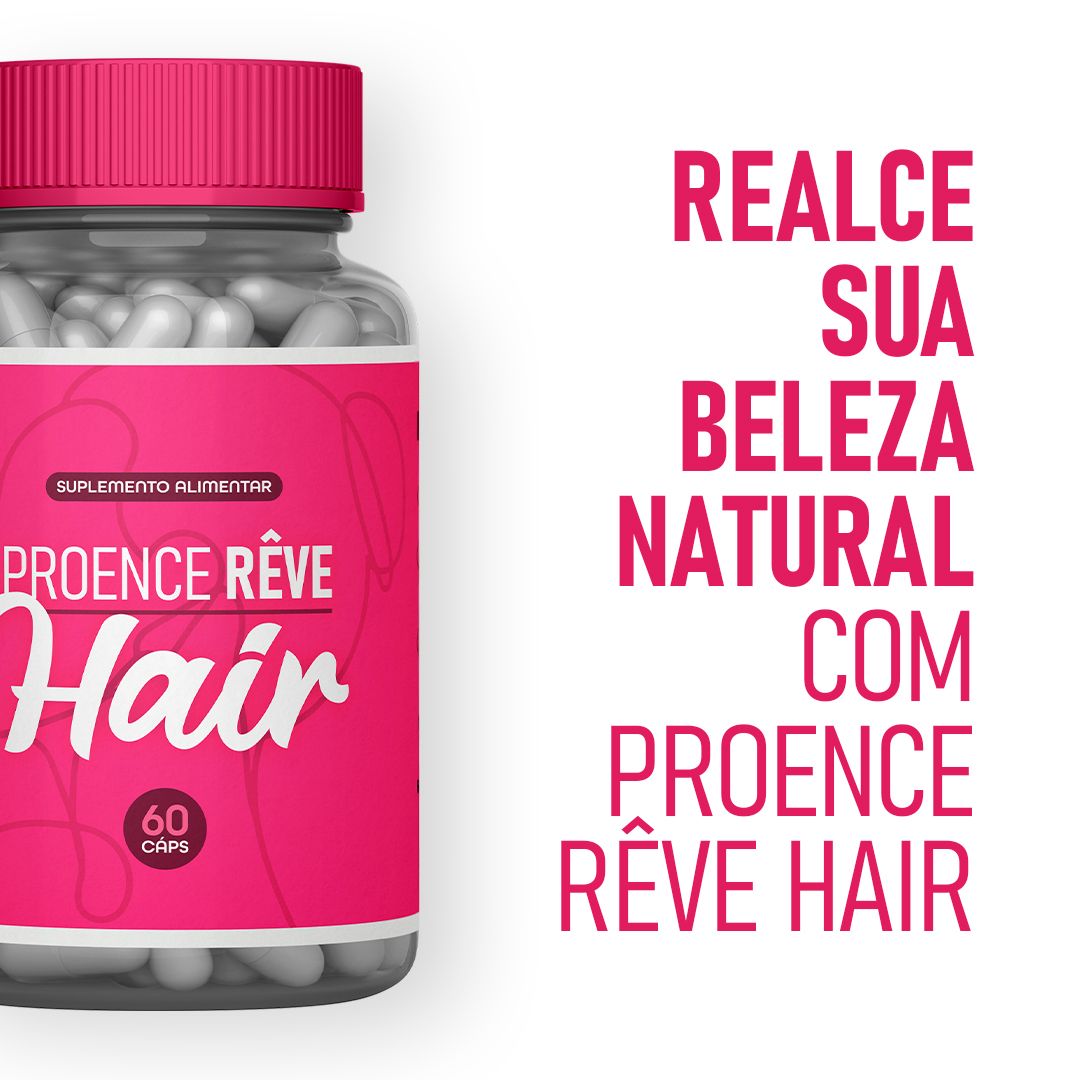 SUPLEMENTO ALIMENTAR
PROENCE RÊVE
Hair
60
CÁPS
REALCE
SUA
BELEZA
NATURAL
COM
PROENCE
RÊVE HAIR